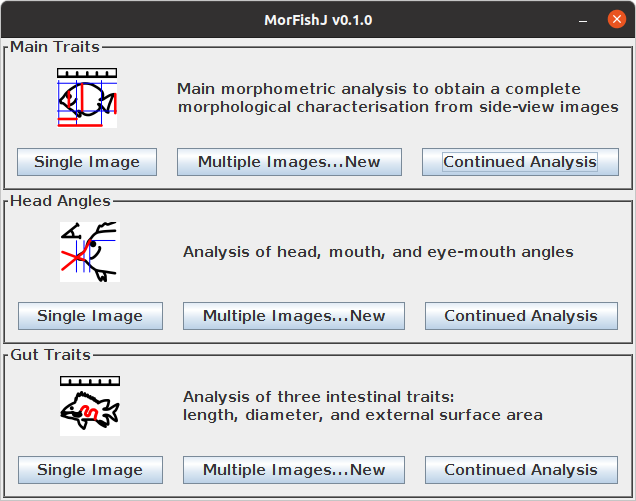 MorFishJ v0.1.0
Main Traits
Main morphometric analysis to obtain a complete
morphological characterisation from side-view images
Single Image
Multiple Images...New
Continued Analysis
Head Angles
Analysis of head, mouth, and eye-mouth angles
Single Image
Multiple Images...New
Continued Analysis
Gut Traits
Analysis of three intestinal traits:
length, diameter, and external surface area
Single Image
Multiple Images...New
Continued Analysis